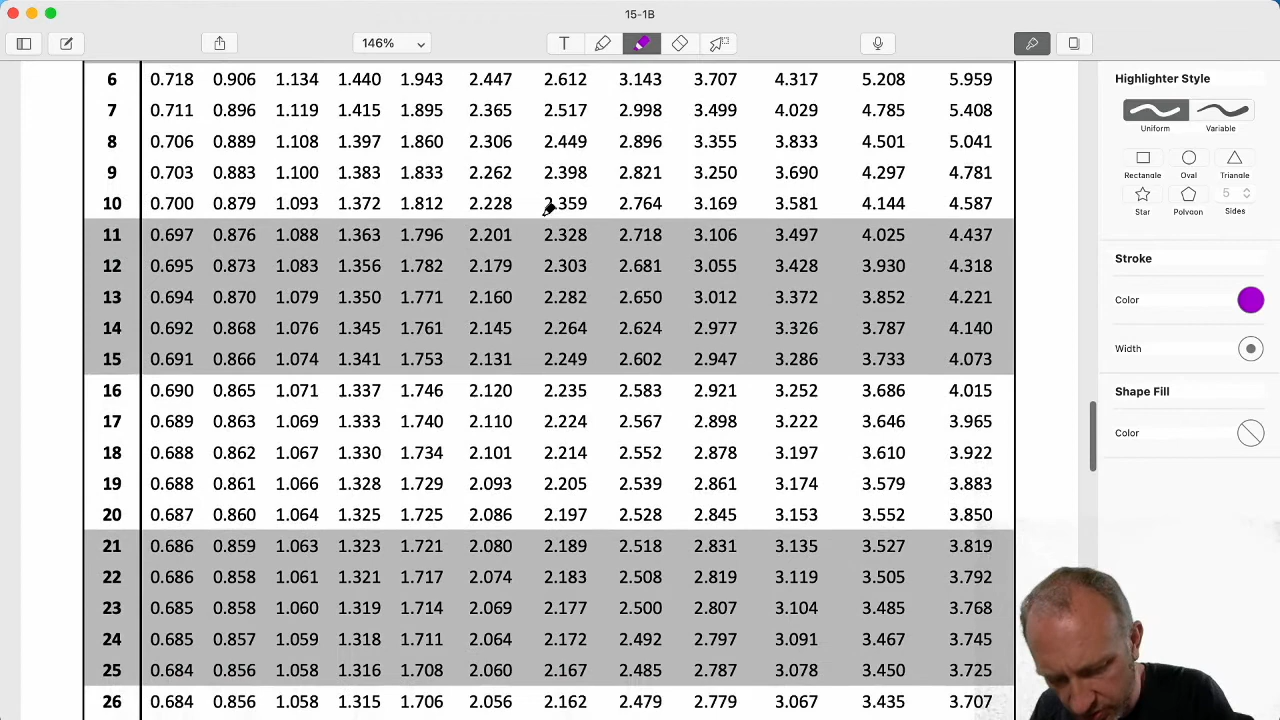 15-1B
146%
T
6 0.718 0.906 1.134 1.440 1.943 2.447 2.612 3.143 3.707 4.317 5.208 5.959
7 0.711 0.896 1.119 1.415 1.895 2.365 2.517 2.998 3.499 4.029 4.785 5.408
8 0.706 0.889 1.108 1.397 1.860 2.306 2.449 2.896 3.355 3.833 4.501 5.041
9 0.703 0.883 1.100 1.383 1.833 2.262 2.398 2.821 3.250 3.690 4.297 4.781
10 0.700 0.879 1.093 1.372 1.812 2.228 2.359 2.764 3.169 3.581 4.144 4.587
11 0.697 0.876 1.088 1.363 1.796 2.201 2.328 2.718 3.106 3.497 4.025 4.437
12 0.695 0.873 1.083 1.356 1.782 2.179 2.303 2.681 3.055 3.428 3.930 4.318
13 0.694 0.870 1.079 1.350 1.771 2.160 2.282 2.650 3.012 3.372 3.852 4.221
14 0.692 0.868 1.076 1.345 1.761 2.145 2.264 2.624 2.977 3.326 3.787 4.140
15 0.691 0.866 1.074 1.341 1.753 2.131 2.249 2.602 2.947 3.286 3.733 4.073
16 0.690 0.865 1.071 1.337 1.746 2.120 2.235 2.583 2.921 3.252 3.686 4.015
17 0.689 0.863 1.069 1.333 1.740 2.110 2.224 2.567 2.898 3.222 3.646 3.965
18 0.688 0.862 1.067 1.330 1.734 2.101 2.214 2.552 2.878 3.197 3.610 3.922
19 0.688 0.861 1.066 1.328 1.729 2.093 2.205 2.539 2.861 3.174 3.579 3.883
20 0.687 0.860 1.064 1.325 1.725 2.086 2.197 2.528 2.845 3.153 3.552 3.850
21 0.686 0.859 1.063 1.323 1.721 2.080 2.189 2.518 2.831 3.135 3.527 3.819
22 0.686 0.858 1.061 1.321 1.717 2.074 2.183 2.508 2.819 3.119 3.505 3.792
23 0.685 0.858 1.060 1.319 1.714 2.069 2.177 2.500 2.807 3.104 3.485 3.768
24 0.685 0.857 1.059 1.318 1.711 2.064 2.172 2.492 2.797 3.091 3.467 3.745
25 0.684 0.856 1.058 1.316 1.708 2.060 2.167 2.485 2.787 3.078 3.450 3.725
26 0.684 0.856 1.058 1.315 1.706 2.056 2.162 2.479 2.779 3.067 3.435 3.707
Highlighter Style
Uniform Variable
Rectangle Oval Triangle
5
Star Polygon Sides
Stroke
Color
Width
Shape Fill
Color